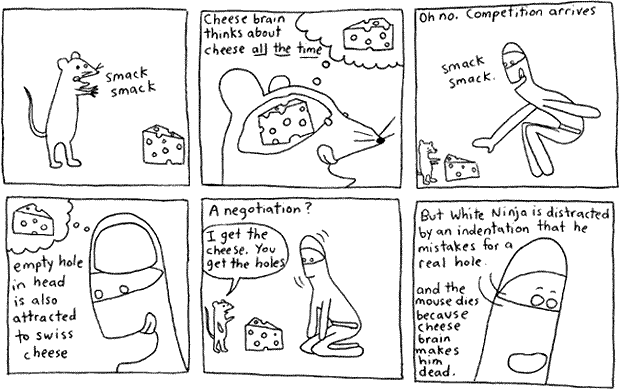 smack
smack
Cheese brain
thinks about
cheese all the time
Oh no. Competition arrives
smack
smack.
empty hole
in head
is also
attracted
to swiss
cheese
A negotiation?
I get the
cheese. You
get the holes
But White Ninja is distracted
by an indentation that he
mistakes for a
real hole.
and the
mouse dies
because
cheese
brain
makes
him
dead.